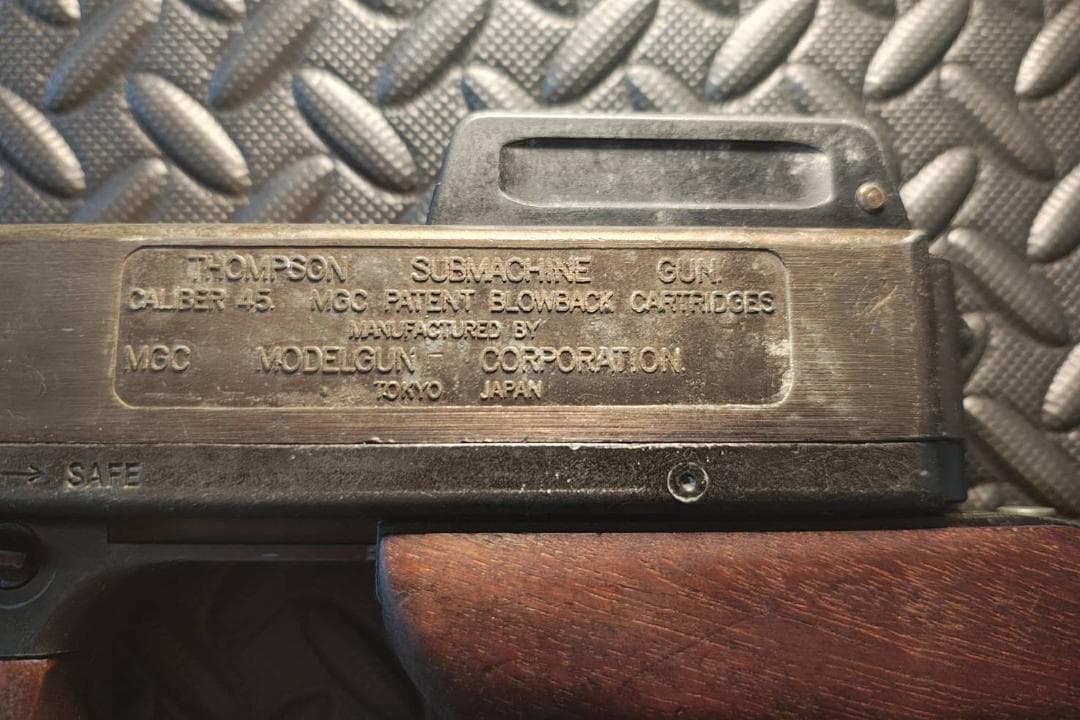 THOMPSON SUBMACHINE GUN.
CALIBER 45. MGC PATENT BLOWBACK CARTRIDGES
MANUFACTURED BY
MGC MODELGUN - CORPORATION.
TOKYO JAPAN
→ SAFE